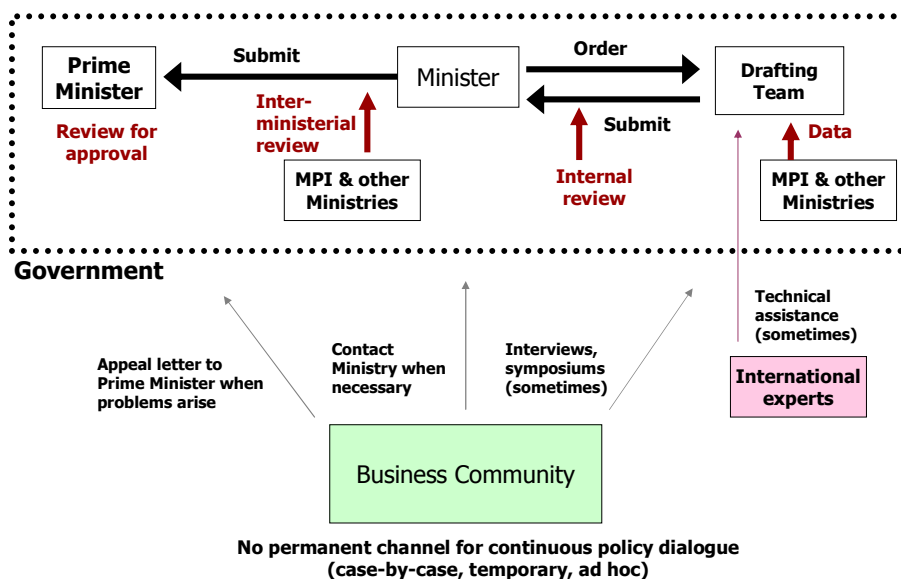 Submit
Order
Prime
Minister
Minister
Drafting
Team
Inter-
ministerial
review
Submit
Review for
approval
Data
MPI & other
Ministries
Internal
review
MPI & other
Ministries
Government
Technical
assistance
(sometimes)
Appeal letter to
Prime Minister when
problems arise
Contact
Ministry when
necessary
Interviews,
symposiums
(sometimes)
International
experts
Business Community
No permanent channel for continuous policy dialogue
(case-by-case, temporary, ad hoc)